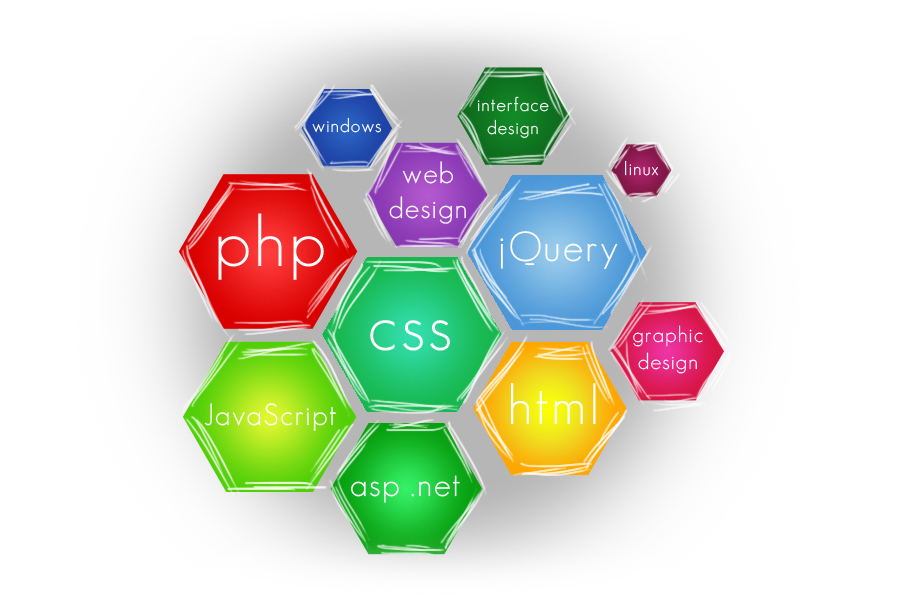 windows
interface
design
linux
web
design
php
jQuery
css
graphic
design
JavaScript
html
asp .net